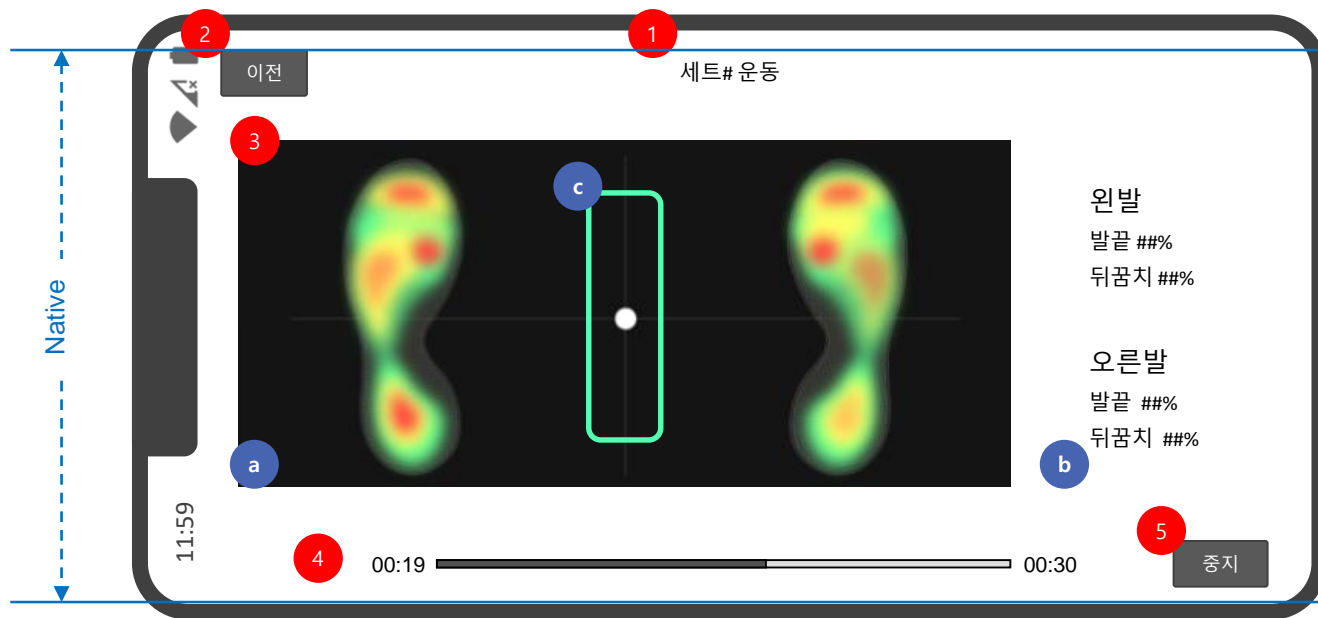 2
1
이전
세트# 운동
3
c
왼발
발끝 ##%
뒤꿈치 ##%
Native
오른발
발끝 ##%
뒤꿈치 ##%
a
b
11:59
5
4
00:19
00:30
중지